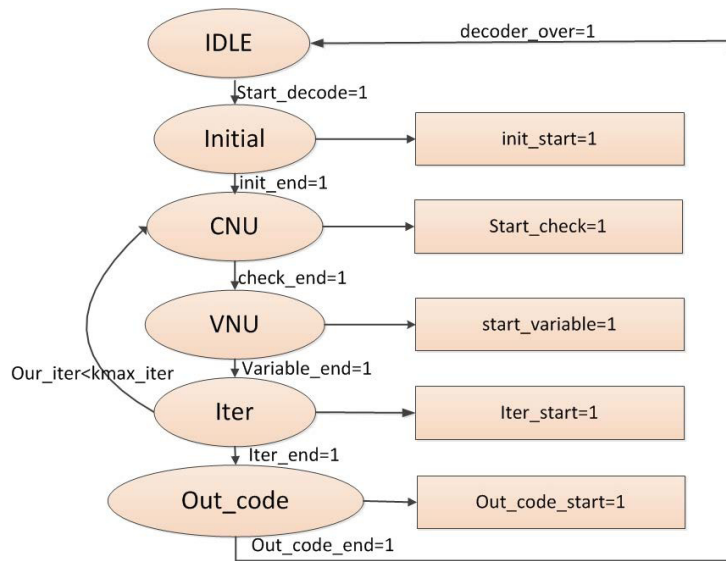 IDLE
decoder_over=1
Start_decode=1
Initial
init_start=1
init_end=1
CNU
Start_check=1
check_end=1
VNU
start_variable=1
Our_iter<kmax_iter
Variable_end=1
Iter
Iter_start=1
Iter_end=1
Out_code
Out_code_start=1
Out_code_end=1